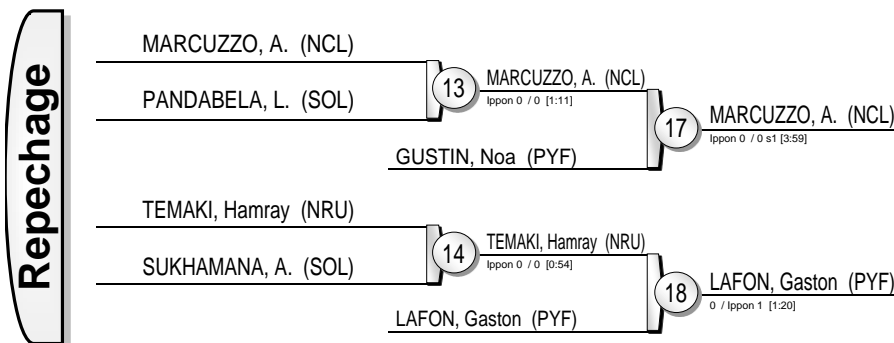 Repechage
MARCUZZO, A. (NCL)
PANDABELA, L. (SOL)
13
MARCUZZO, A. (NCL)
Ippon 0 / 0 [1:11]
GUSTIN, Noa (PYF)
17
MARCUZZO, A. (NCL)
Ippon 0 / 0 s1 [3:59]
TEMAKI, Hamray (NRU)
SUKHAMANA, A. (SOL)
14
TEMAKI, Hamray (NRU)
Ippon 0 / 0 [0:54]
LAFON, Gaston (PYF)
18
LAFON, Gaston (PYF)
0 / Ippon 1 [1:20]